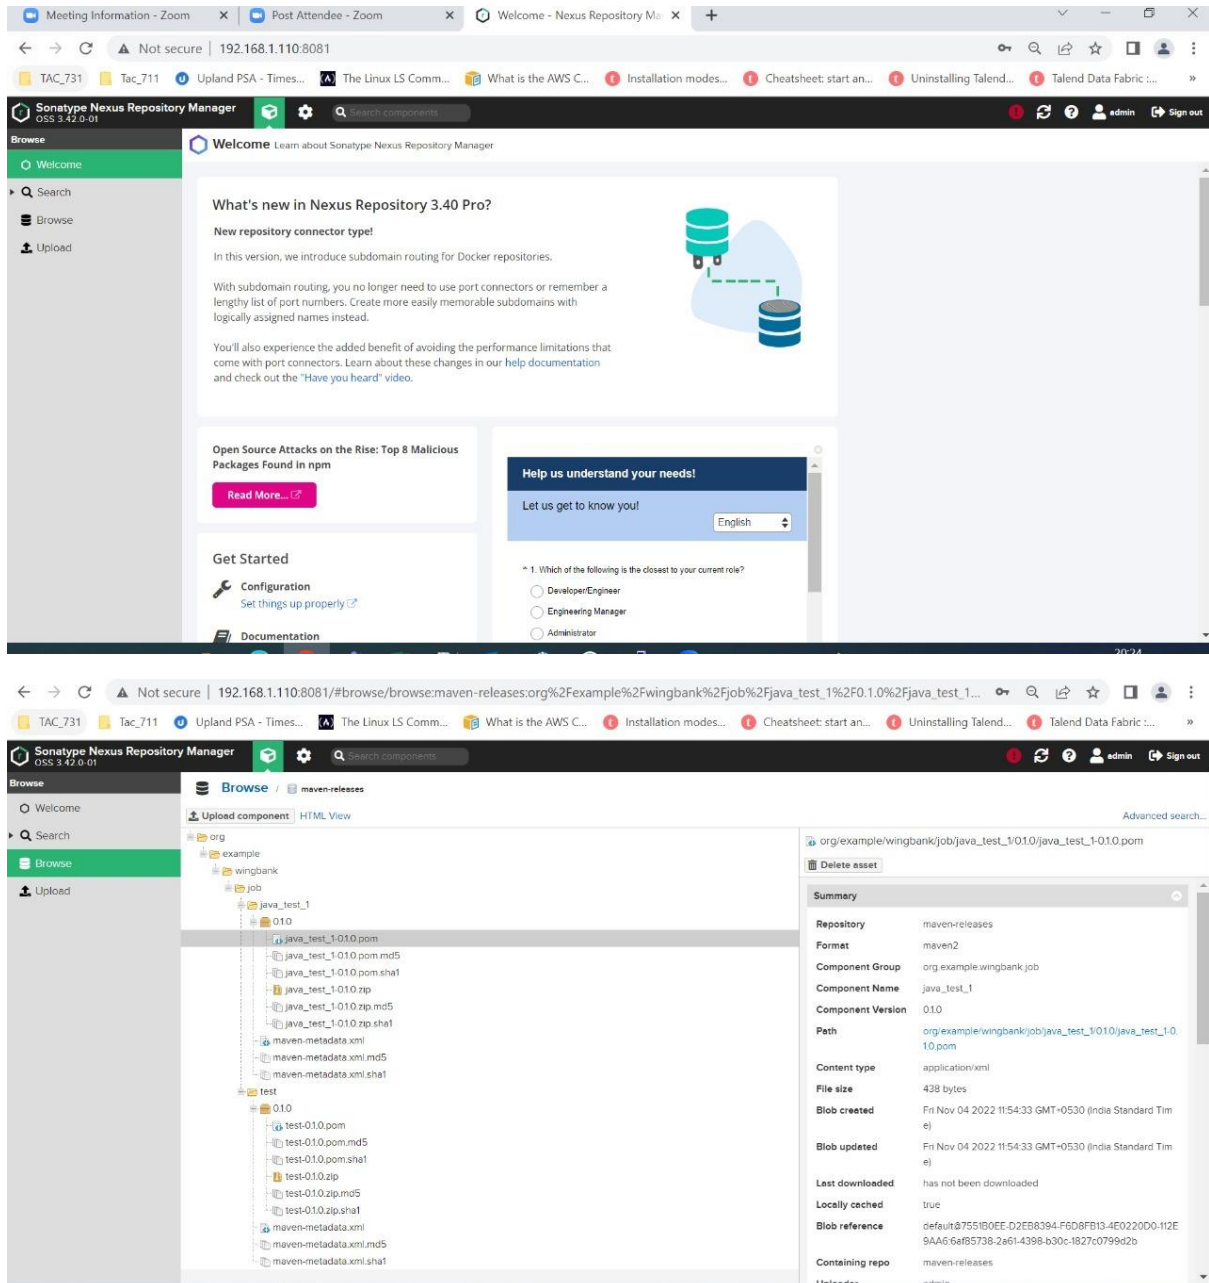 Meeting Information - Zoom
Post Attendee - Zoom
Welcome - Nexus Repository Ma
Not secure | 192.168.1.110:8081
TAC_731 Tac_711 Upland PSA - Times... The Linux LS Comm... What is the AWS C... Installation modes... Cheatsheet: start an... Uninstalling Talend... Talend Data Fabric :... »
Sonatype Nexus Repository Manager
OSS 3.42.0-01
Search components
admin Sign out
Browse
Welcome Learn about Sonatype Nexus Repository Manager
Welcome
Search
Browse
Upload
What's new in Nexus Repository 3.40 Pro?
New repository connector type!
In this version, we introduce subdomain routing for Docker repositories.
With subdomain routing, you no longer need to use port connectors or remember a
lengthy list of port numbers. Create more easily memorable subdomains with
logically assigned names instead.
You'll also experience the added benefit of avoiding the performance limitations that
come with port connectors. Learn about these changes in our help documentation
and check out the "Have you heard" video.
Open Source Attacks on the Rise: Top 8 Malicious
Packages Found in npm
Read More...
Help us understand your needs!
Let us get to know you!
English
* 1. Which of the following is the closest to your current role?
Developer/Engineer
Engineering Manager
Administrator
Get Started
Configuration
Set things up properly
Documentation
20:24
Not secure | 192.168.1.110:8081/#browse/browse:maven-releases:org%2Fexample%2Fwingbank%2Fjob%2Fjava_test_1%2F0.1.0%2Fjava_test_1...
TAC_731 Tac_711 Upland PSA - Times... The Linux LS Comm... What is the AWS C... Installation modes... Cheatsheet: start an... Uninstalling Talend... Talend Data Fabric :... »
Sonatype Nexus Repository Manager
OSS 3.42.0-01
Search components
admin Sign out
Browse
Browse / maven-releases
Welcome
Search
Browse
Upload
Upload component HTML View
Advanced search...
org
example
wingbank
job
java_test_1
0.1.0
java_test_1-0.1.0.pom
java_test_1-0.1.0.pom.md5
java_test_1-0.1.0.pom.sha1
java_test_1-0.1.0.zip
java_test_1-0.1.0.zip.md5
java_test_1-0.1.0.zip.sha1
maven-metadata.xml
maven-metadata.xml.md5
maven-metadata.xml.sha1
test
0.1.0
test-0.1.0.pom
test-0.1.0.pom.md5
test-0.1.0.pom.sha1
test-0.1.0.zip
test-0.1.0.zip.md5
test-0.1.0.zip.sha1
maven-metadata.xml
maven-metadata.xml.md5
maven-metadata.xml.sha1
org/example/wingbank/job/java_test_1/0.1.0/java_test_1-0.1.0.pom
Delete asset
Summary
Repository maven-releases
Format maven2
Component Group org.example.wingbank.job
Component Name java_test_1
Component Version 0.1.0
Path org/example/wingbank/job/java_test_1/0.1.0/java_test_1-0.
1.0.pom
Content type application/xml
File size 438 bytes
Blob created Fri Nov 04 2022 11:54:33 GMT+0530 (India Standard Tim
e)
Blob updated Fri Nov 04 2022 11:54:33 GMT+0530 (India Standard Tim
e)
Last downloaded has not been downloaded
Locally cached true
Blob reference default@7551B0EE-D2EB8394-F6D8FB13-4E0220D0-112E
9AA6:6af85738-2a61-4398-b30c-1827c0799d2b
Containing repo maven-releases
Uploader admin